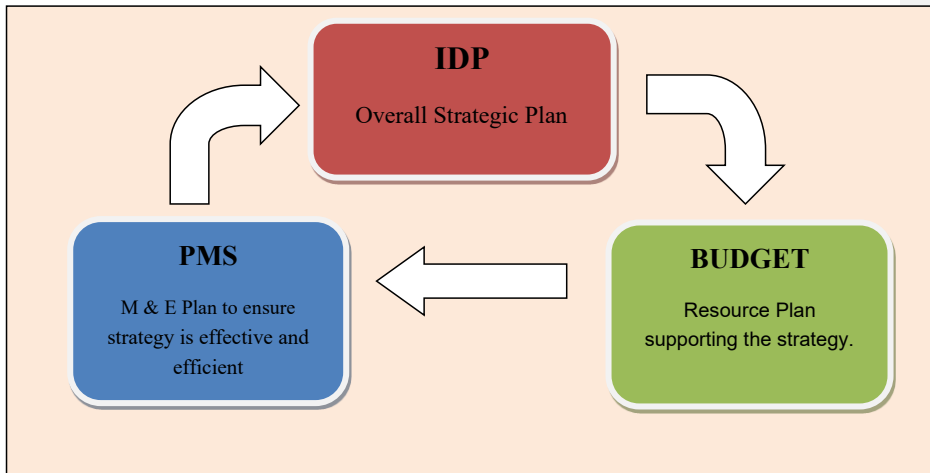 IDP
Overall Strategic Plan
PMS
M & E Plan to ensure
strategy is effective and
efficient
BUDGET
Resource Plan
supporting the strategy.